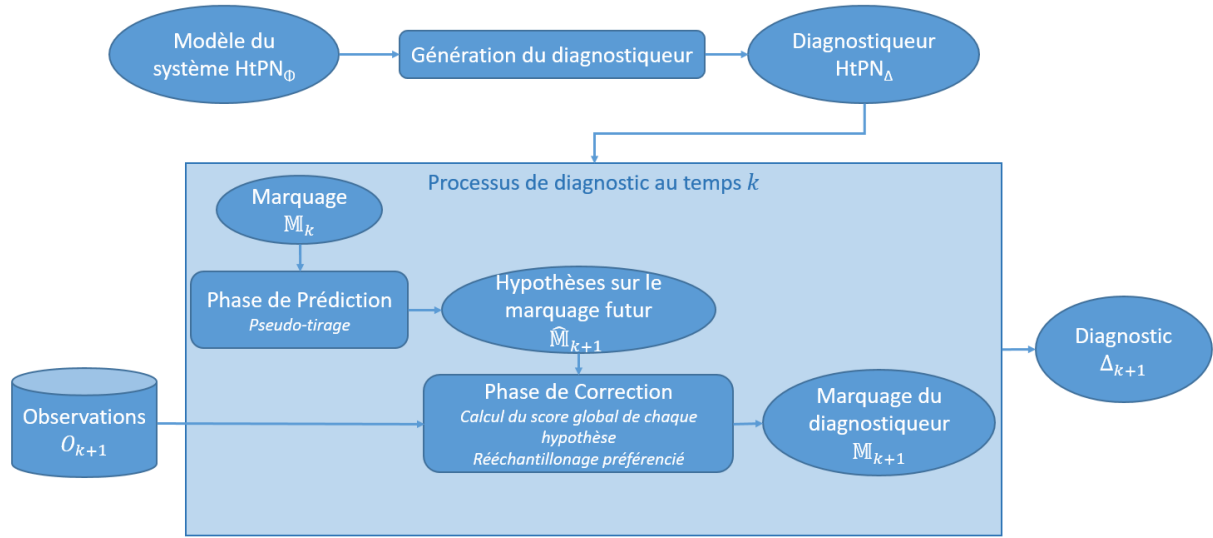 Modèle du
système HtPN_Φ
Génération du diagnostiqueur
Diagnostiqueur
HtPN_Δ
Processus de diagnostic au temps k
Marquage
𝕄_k
Phase de Prédiction
Pseudo-tirage
Hypothèses sur le
marquage futur
𝕄̂_{k+1}
Observations
O_{k+1}
Phase de Correction
Calcul du score global de chaque
hypothèse
Rééchantillonage préférencié
Marquage du
diagnostiqueur
𝕄_{k+1}
Diagnostic
Δ_{k+1}